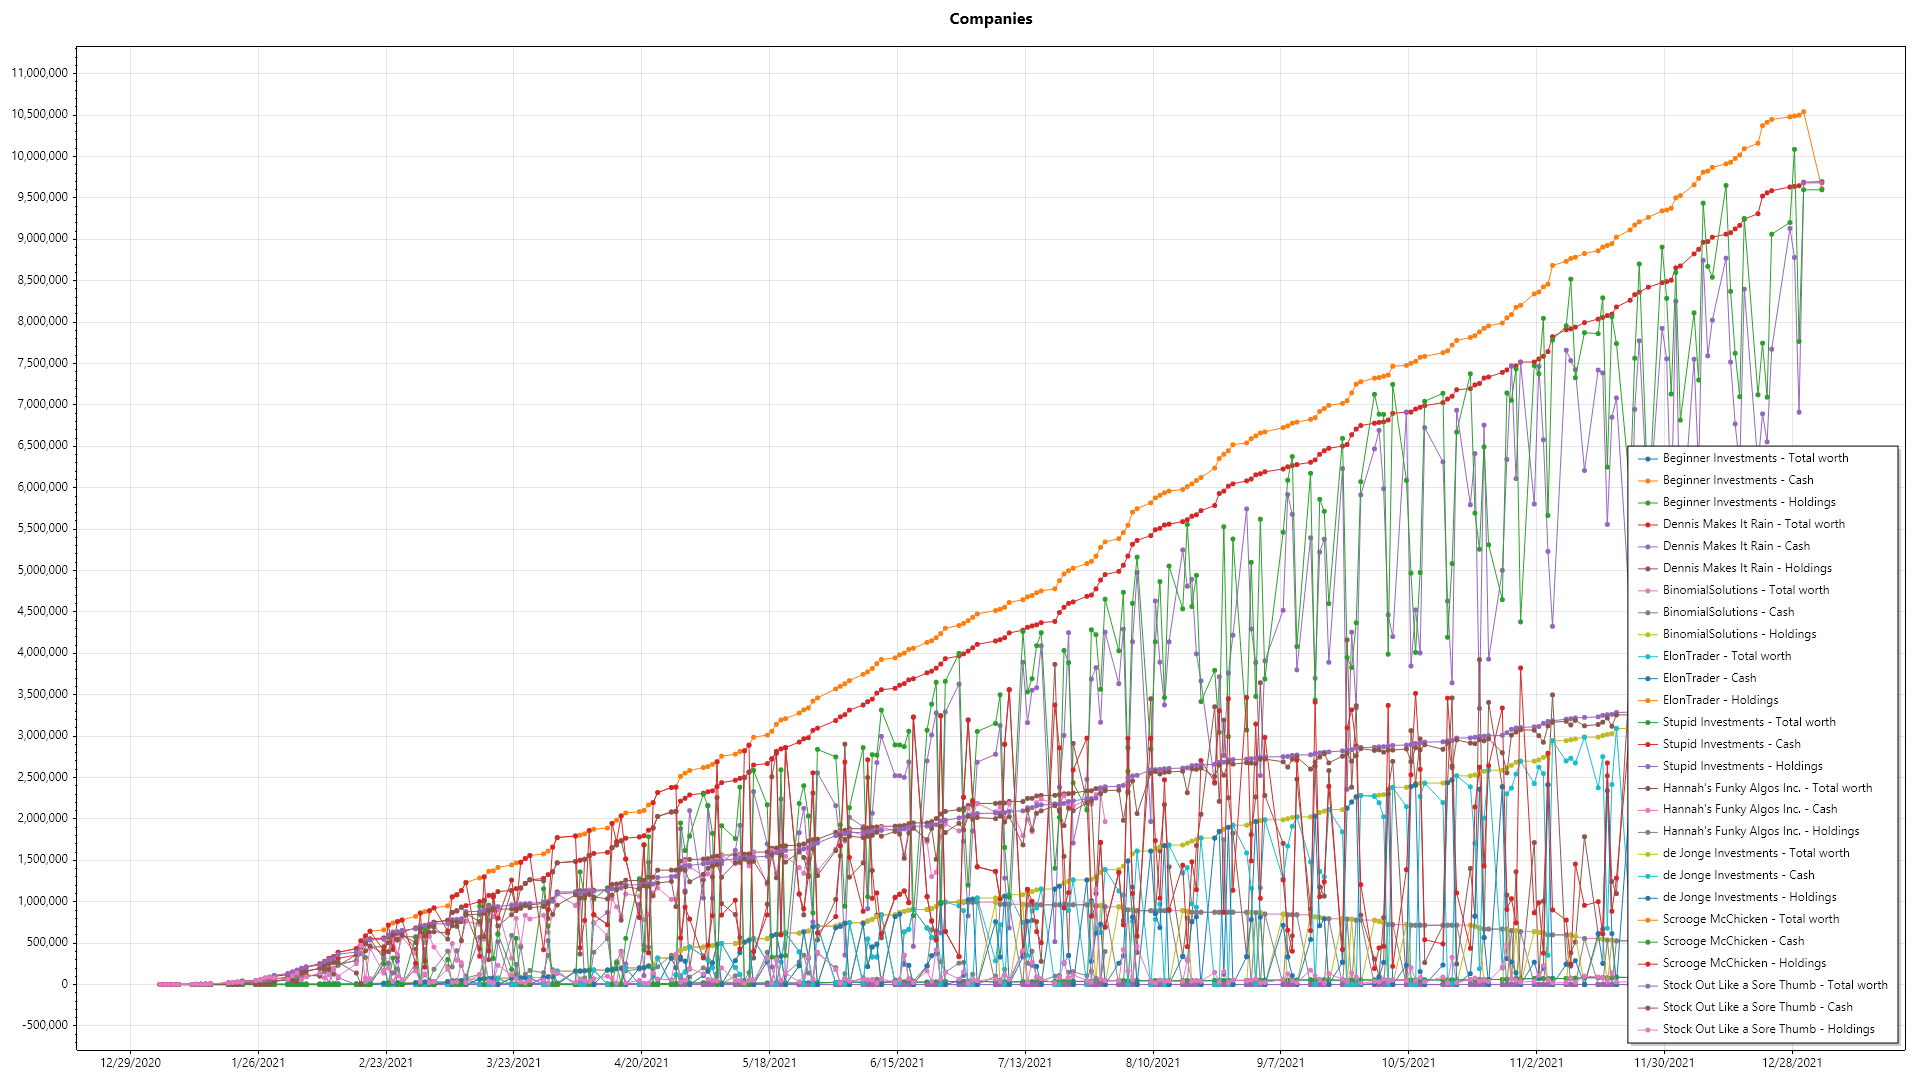 Companies
11,000,000
10,500,000
10,000,000
9,500,000
9,000,000
8,500,000
8,000,000
7,500,000
7,000,000
6,500,000
6,000,000
5,500,000
5,000,000
4,500,000
4,000,000
3,500,000
3,000,000
2,500,000
2,000,000
1,500,000
1,000,000
500,000
0
-500,000
Beginner Investments - Total worth
Beginner Investments - Cash
Beginner Investments - Holdings
Dennis Makes It Rain - Total worth
Dennis Makes It Rain - Cash
Dennis Makes It Rain - Holdings
BinomialSolutions - Total worth
BinomialSolutions - Cash
BinomialSolutions - Holdings
ElonTrader - Total worth
ElonTrader - Cash
ElonTrader - Holdings
Stupid Investments - Total worth
Stupid Investments - Cash
Stupid Investments - Holdings
Hannah's Funky Algos Inc. - Total worth
Hannah's Funky Algos Inc. - Cash
Hannah's Funky Algos Inc. - Holdings
de Jonge Investments - Total worth
de Jonge Investments - Cash
de Jonge Investments - Holdings
Scrooge McChicken - Total worth
Scrooge McChicken - Cash
Scrooge McChicken - Holdings
Stock Out Like a Sore Thumb - Total worth
Stock Out Like a Sore Thumb - Cash
Stock Out Like a Sore Thumb - Holdings
12/29/2020 1/26/2021 2/23/2021 3/23/2021 4/20/2021 5/18/2021 6/15/2021 7/13/2021 8/10/2021 9/7/2021 10/5/2021 11/2/2021 11/30/2021 12/28/2021